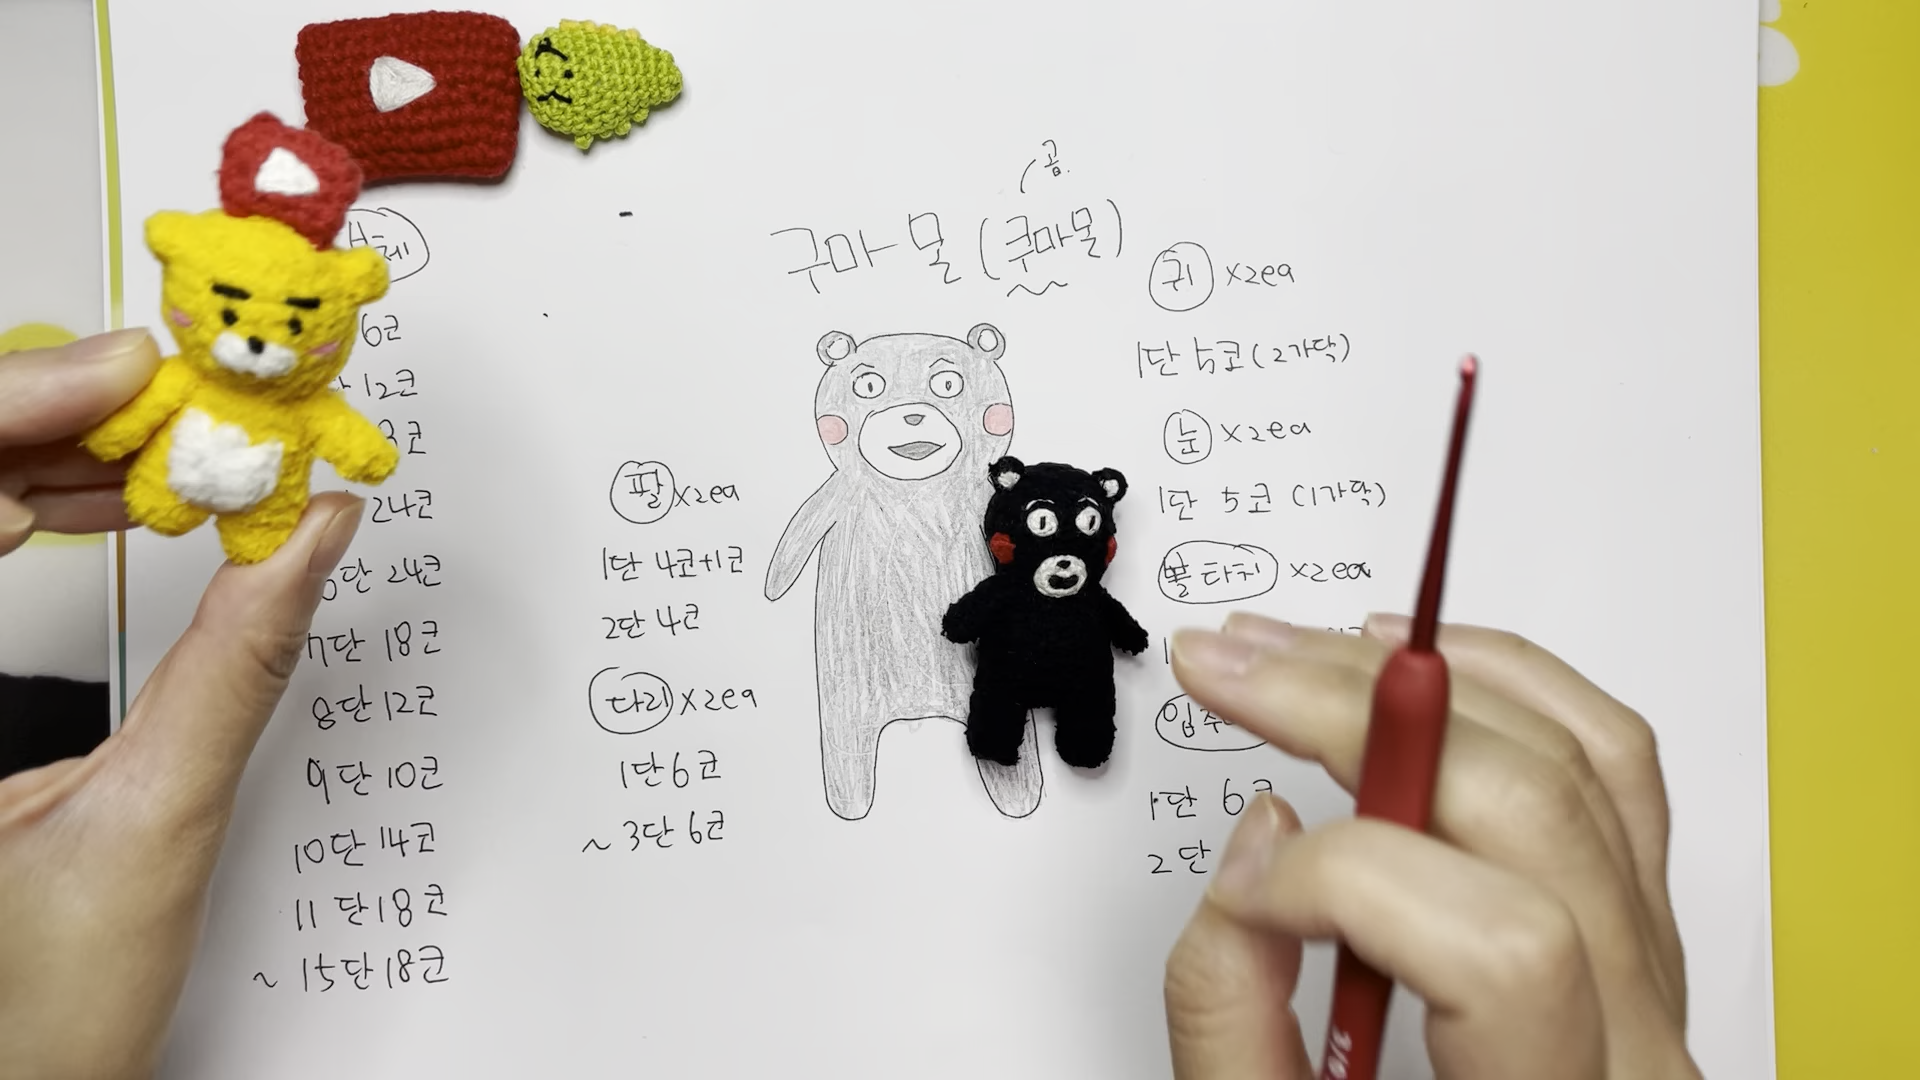 곰
구마몬 (쿠마몬)
6코
12코
24코
단 24코
7단 18코
8단 12코
9단 10코
10단 14코
11단 18코
~ 15단 18코
팔 x2ea
1단 4코+1코
2단 4코
다리 x2ea
1단 6코
~ 3단 6코
귀 x2ea
1단 5코 (2가닥)
눈 x2ea
1단 5코 (1가닥)
볼터치 x2ea
1
입주
1단 6코
2단